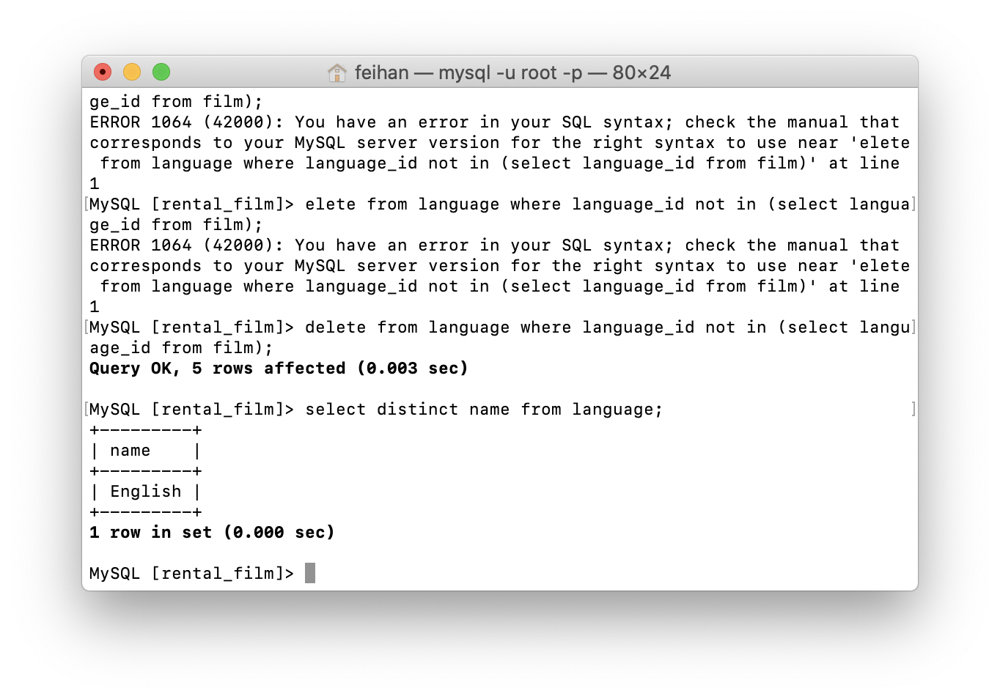 feihan — mysql -u root -p — 80×24
ge_id from film);
ERROR 1064 (42000): You have an error in your SQL syntax; check the manual that
corresponds to your MySQL server version for the right syntax to use near 'elete
 from language where language_id not in (select language_id from film)' at line
1
[MySQL [rental_film]> elete from language where language_id not in (select langua]
ge_id from film);
ERROR 1064 (42000): You have an error in your SQL syntax; check the manual that
corresponds to your MySQL server version for the right syntax to use near 'elete
 from language where language_id not in (select language_id from film)' at line
1
[MySQL [rental_film]> delete from language where language_id not in (select langu]
age_id from film);
Query OK, 5 rows affected (0.003 sec)
[MySQL [rental_film]> select distinct name from language; ]
+---------+
| name    |
+---------+
| English |
+---------+
1 row in set (0.000 sec)
MySQL [rental_film]>